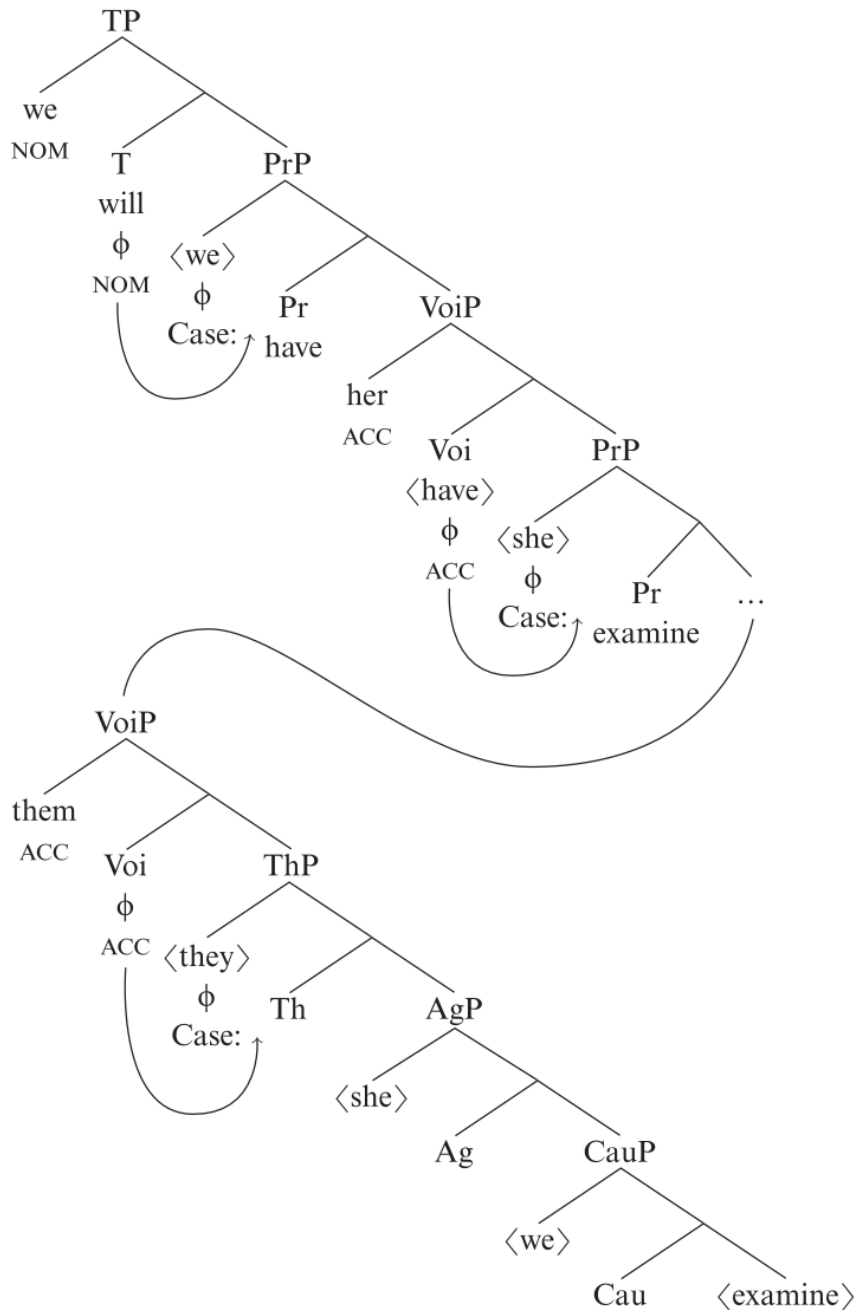 TP
we
NOM
T
PrP
will
ϕ
⟨we⟩
NOM
ϕ
Pr
VoiP
Case:
have
her
ACC
Voi
PrP
⟨have⟩
ϕ
⟨she⟩
ACC
ϕ
Pr
...
Case:
examine
VoiP
them
ACC
Voi
ThP
ϕ
ACC
⟨they⟩
ϕ
Th
AgP
Case:
⟨she⟩
Ag
CauP
⟨we⟩
Cau
⟨examine⟩